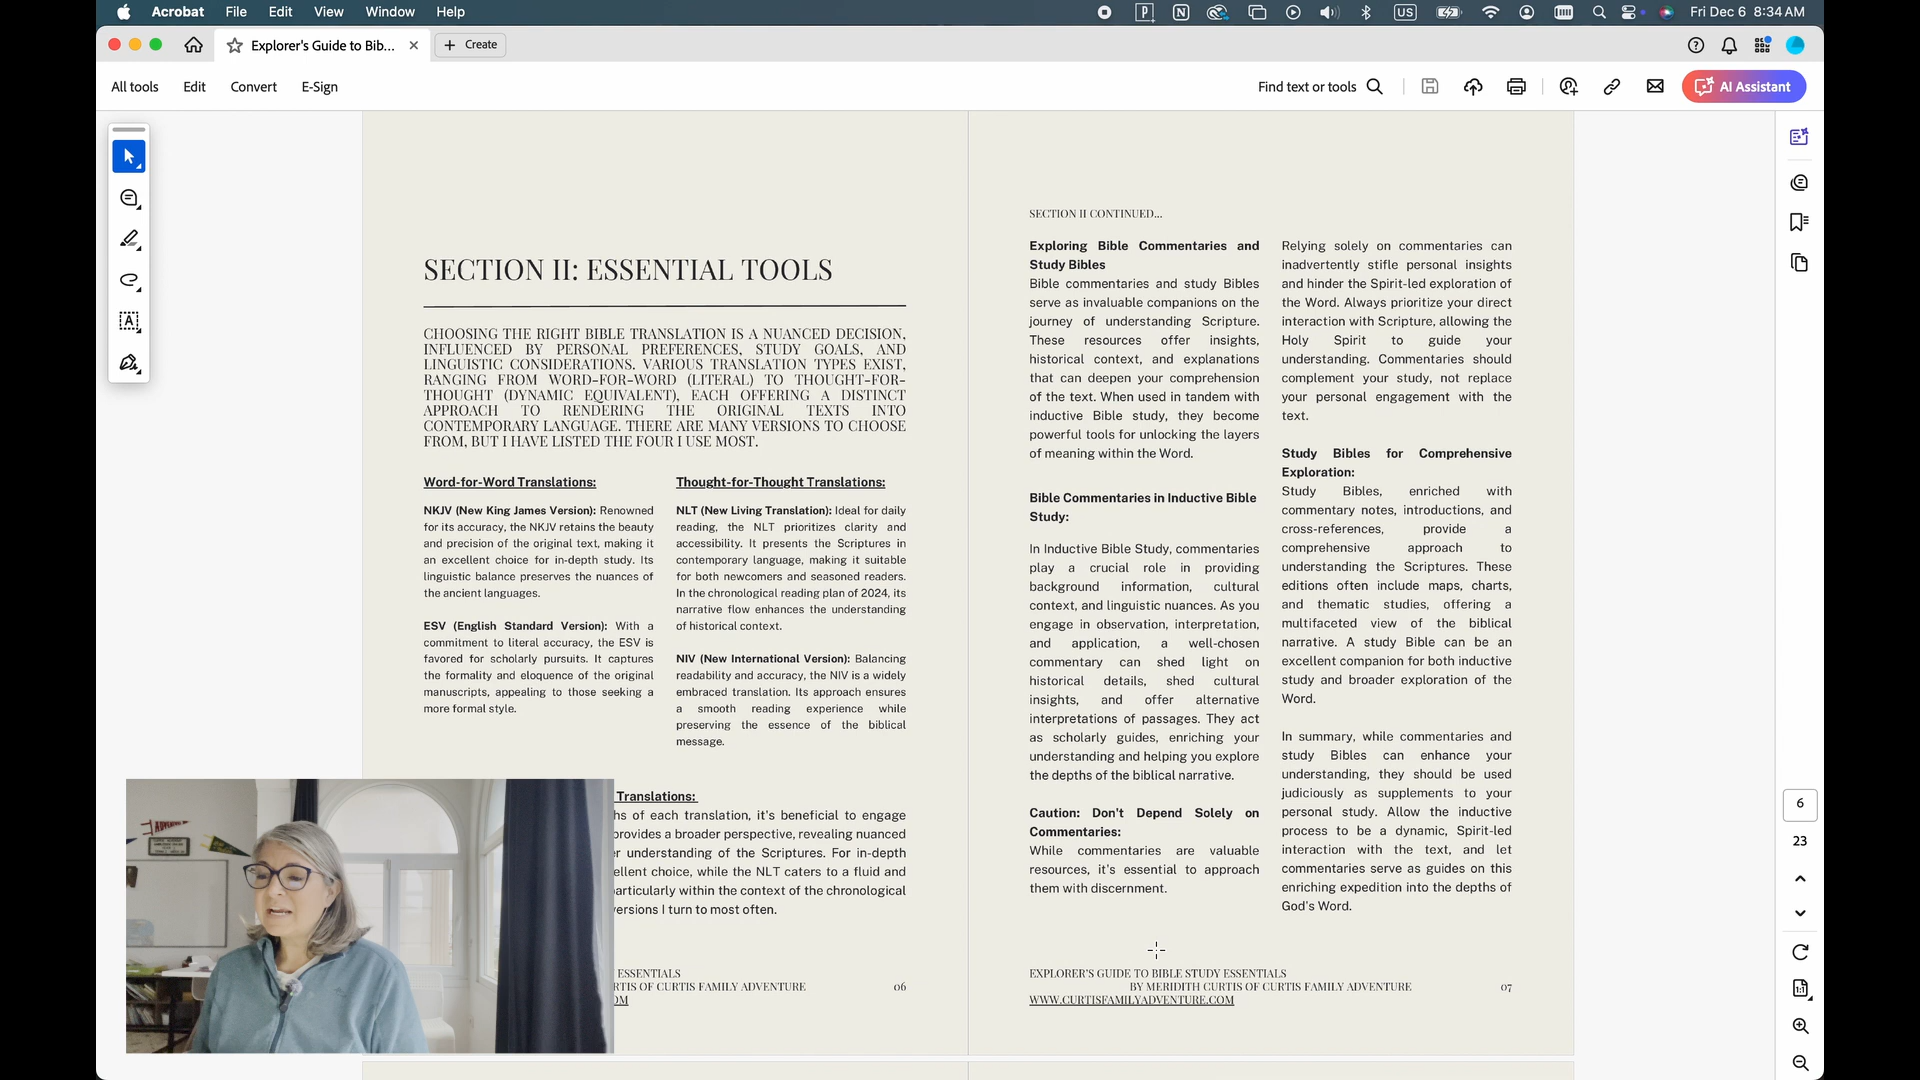 Acrobat File Edit View Window Help
US
Fri Dec 6 8:34 AM
Explorer's Guide to Bib...
Create
All tools Edit Convert E-Sign
Find text or tools
AI Assistant
SECTION II: ESSENTIAL TOOLS
CHOOSING THE RIGHT BIBLE TRANSLATION IS A NUANCED DECISION,
INFLUENCED BY PERSONAL PREFERENCES, STUDY GOALS, AND
LINGUISTIC CONSIDERATIONS. VARIOUS TRANSLATION TYPES EXIST,
RANGING FROM WORD-FOR-WORD (LITERAL) TO THOUGHT-FOR-
THOUGHT (DYNAMIC EQUIVALENT), EACH OFFERING A DISTINCT
APPROACH TO RENDERING THE ORIGINAL TEXTS INTO
CONTEMPORARY LANGUAGE. THERE ARE MANY VERSIONS TO CHOOSE
FROM, BUT I HAVE LISTED THE FOUR I USE MOST.
Word-for-Word Translations:
NKJV (New King James Version): Renowned
for its accuracy, the NKJV retains the beauty
and precision of the original text, making it
an excellent choice for in-depth study. Its
linguistic balance preserves the nuances of
the ancient languages.
ESV (English Standard Version): With a
commitment to literal accuracy, the ESV is
favored for scholarly pursuits. It captures
the formality and eloquence of the original
manuscripts, appealing to those seeking a
more formal style.
Thought-for-Thought Translations:
NLT (New Living Translation): Ideal for daily
reading, the NLT prioritizes clarity and
accessibility. It presents the Scriptures in
contemporary language, making it suitable
for both newcomers and seasoned readers.
In the chronological reading plan of 2024, its
narrative flow enhances the understanding
of historical context.
NIV (New International Version): Balancing
readability and accuracy, the NIV is a widely
embraced translation. Its approach ensures
a smooth reading experience while
preserving the essence of the biblical
message.
Translations:
hs of each translation, it's beneficial to engage
provides a broader perspective, revealing nuanced
r understanding of the Scriptures. For in-depth
ellent choice, while the NLT caters to a fluid and
articularly within the context of the chronological
ersions I turn to most often.
ESSENTIALS
RTIS OF CURTIS FAMILY ADVENTURE 06
OM
SECTION II CONTINUED...
Exploring Bible Commentaries and
Study Bibles
Bible commentaries and study Bibles
serve as invaluable companions on the
journey of understanding Scripture.
These resources offer insights,
historical context, and explanations
that can deepen your comprehension
of the text. When used in tandem with
inductive Bible study, they become
powerful tools for unlocking the layers
of meaning within the Word.
Bible Commentaries in Inductive Bible
Study:
In Inductive Bible Study, commentaries
play a crucial role in providing
background information, cultural
context, and linguistic nuances. As you
engage in observation, interpretation,
and application, a well-chosen
commentary can shed light on
historical details, shed cultural
insights, and offer alternative
interpretations of passages. They act
as scholarly guides, enriching your
understanding and helping you explore
the depths of the biblical narrative.
Caution: Don't Depend Solely on
Commentaries:
While commentaries are valuable
resources, it's essential to approach
them with discernment.
Relying solely on commentaries can
inadvertently stifle personal insights
and hinder the Spirit-led exploration of
the Word. Always prioritize your direct
interaction with Scripture, allowing the
Holy Spirit to guide your
understanding. Commentaries should
complement your study, not replace
your personal engagement with the
text.
Study Bibles for Comprehensive
Exploration:
Study Bibles, enriched with
commentary notes, introductions, and
cross-references, provide a
comprehensive approach to
understanding the Scriptures. These
editions often include maps, charts,
and thematic studies, offering a
multifaceted view of the biblical
narrative. A study Bible can be an
excellent companion for both inductive
study and broader exploration of the
Word.
In summary, while commentaries and
study Bibles can enhance your
understanding, they should be used
judiciously as supplements to your
personal study. Allow the inductive
process to be a dynamic, Spirit-led
interaction with the text, and let
commentaries serve as guides on this
enriching expedition into the depths of
God's Word.
EXPLORER'S GUIDE TO BIBLE STUDY ESSENTIALS
BY MERIDITH CURTIS OF CURTIS FAMILY ADVENTURE 07
WWW.CURTISFAMILYADVENTURE.COM
6
23